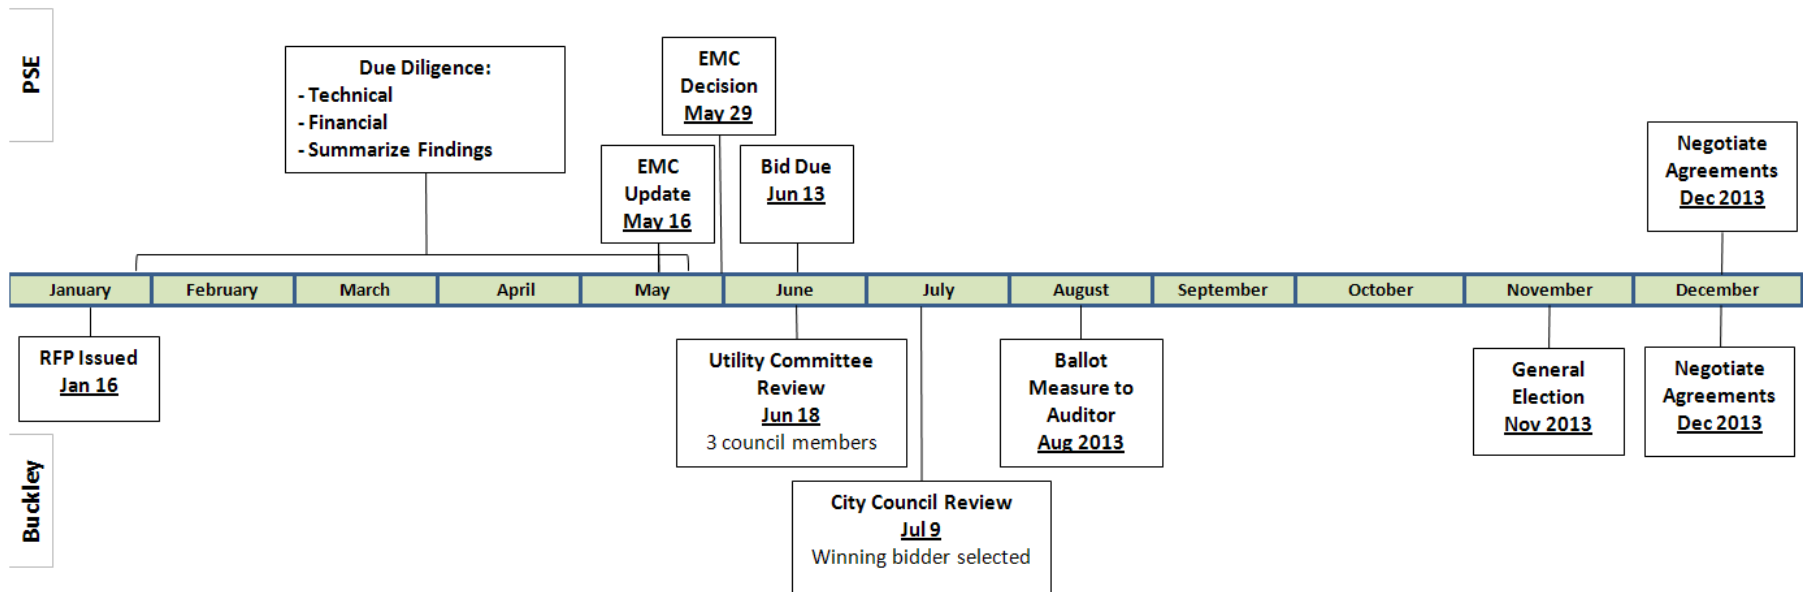 PSE
Due Diligence:
- Technical
- Financial
- Summarize Findings
EMC
Decision
May 29
EMC
Update
May 16
Bid Due
Jun 13
Negotiate
Agreements
Dec 2013
January
February
March
April
May
June
July
August
September
October
November
December
RFP Issued
Jan 16
Utility Committee
Review
Jun 18
3 council members
City Council Review
Jul 9
Winning bidder selected
Ballot
Measure to
Auditor
Aug 2013
General
Election
Nov 2013
Negotiate
Agreements
Dec 2013
Buckley